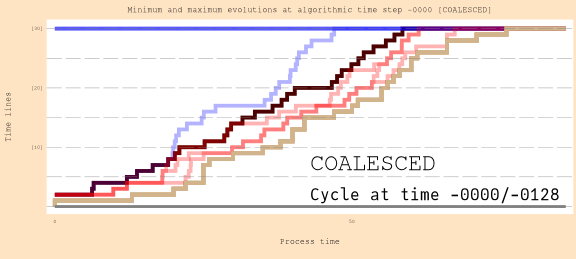 Minimum and maximum evolutions at algorithmic time step -0000 [COALESCED]
[30]
[20]
[10]
Time lines
COALESCED
Cycle at time -0000/-0128
0
50
Process time